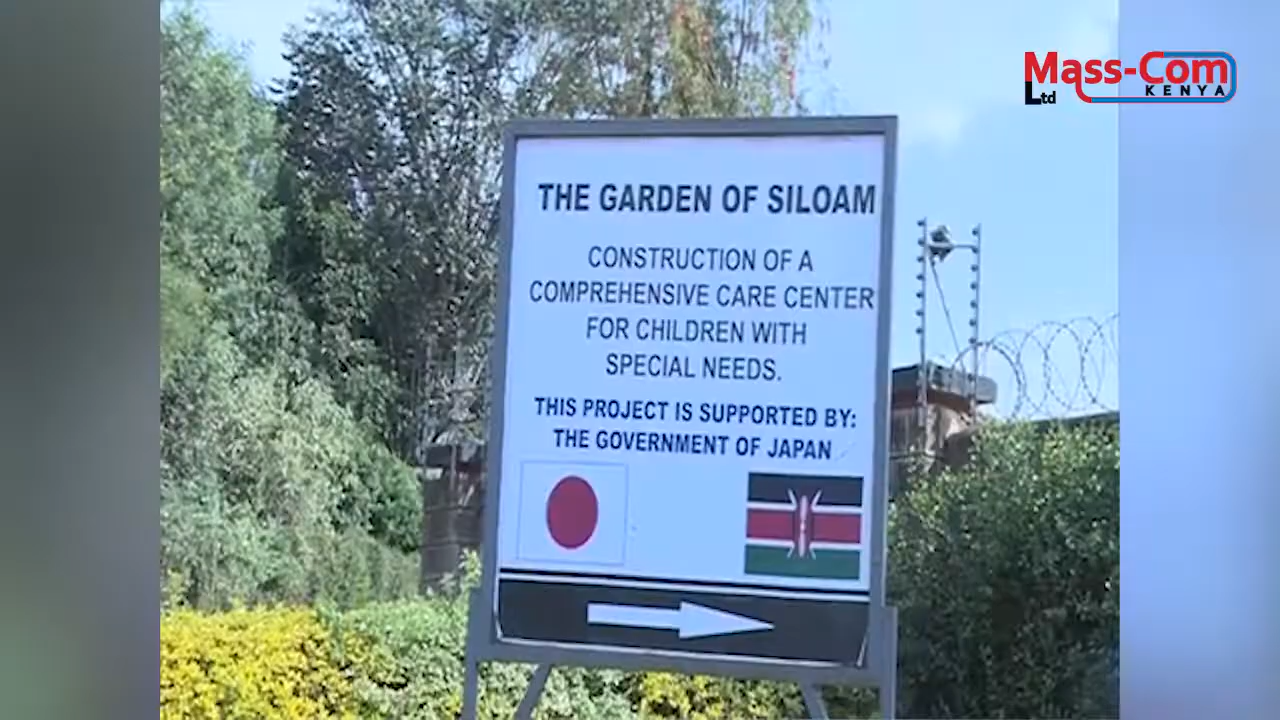 Mass-Com
Ltd KENYA
THE GARDEN OF SILOAM
CONSTRUCTION OF A
COMPREHENSIVE CARE CENTER
FOR CHILDREN WITH
SPECIAL NEEDS.
THIS PROJECT IS SUPPORTED BY:
THE GOVERNMENT OF JAPAN